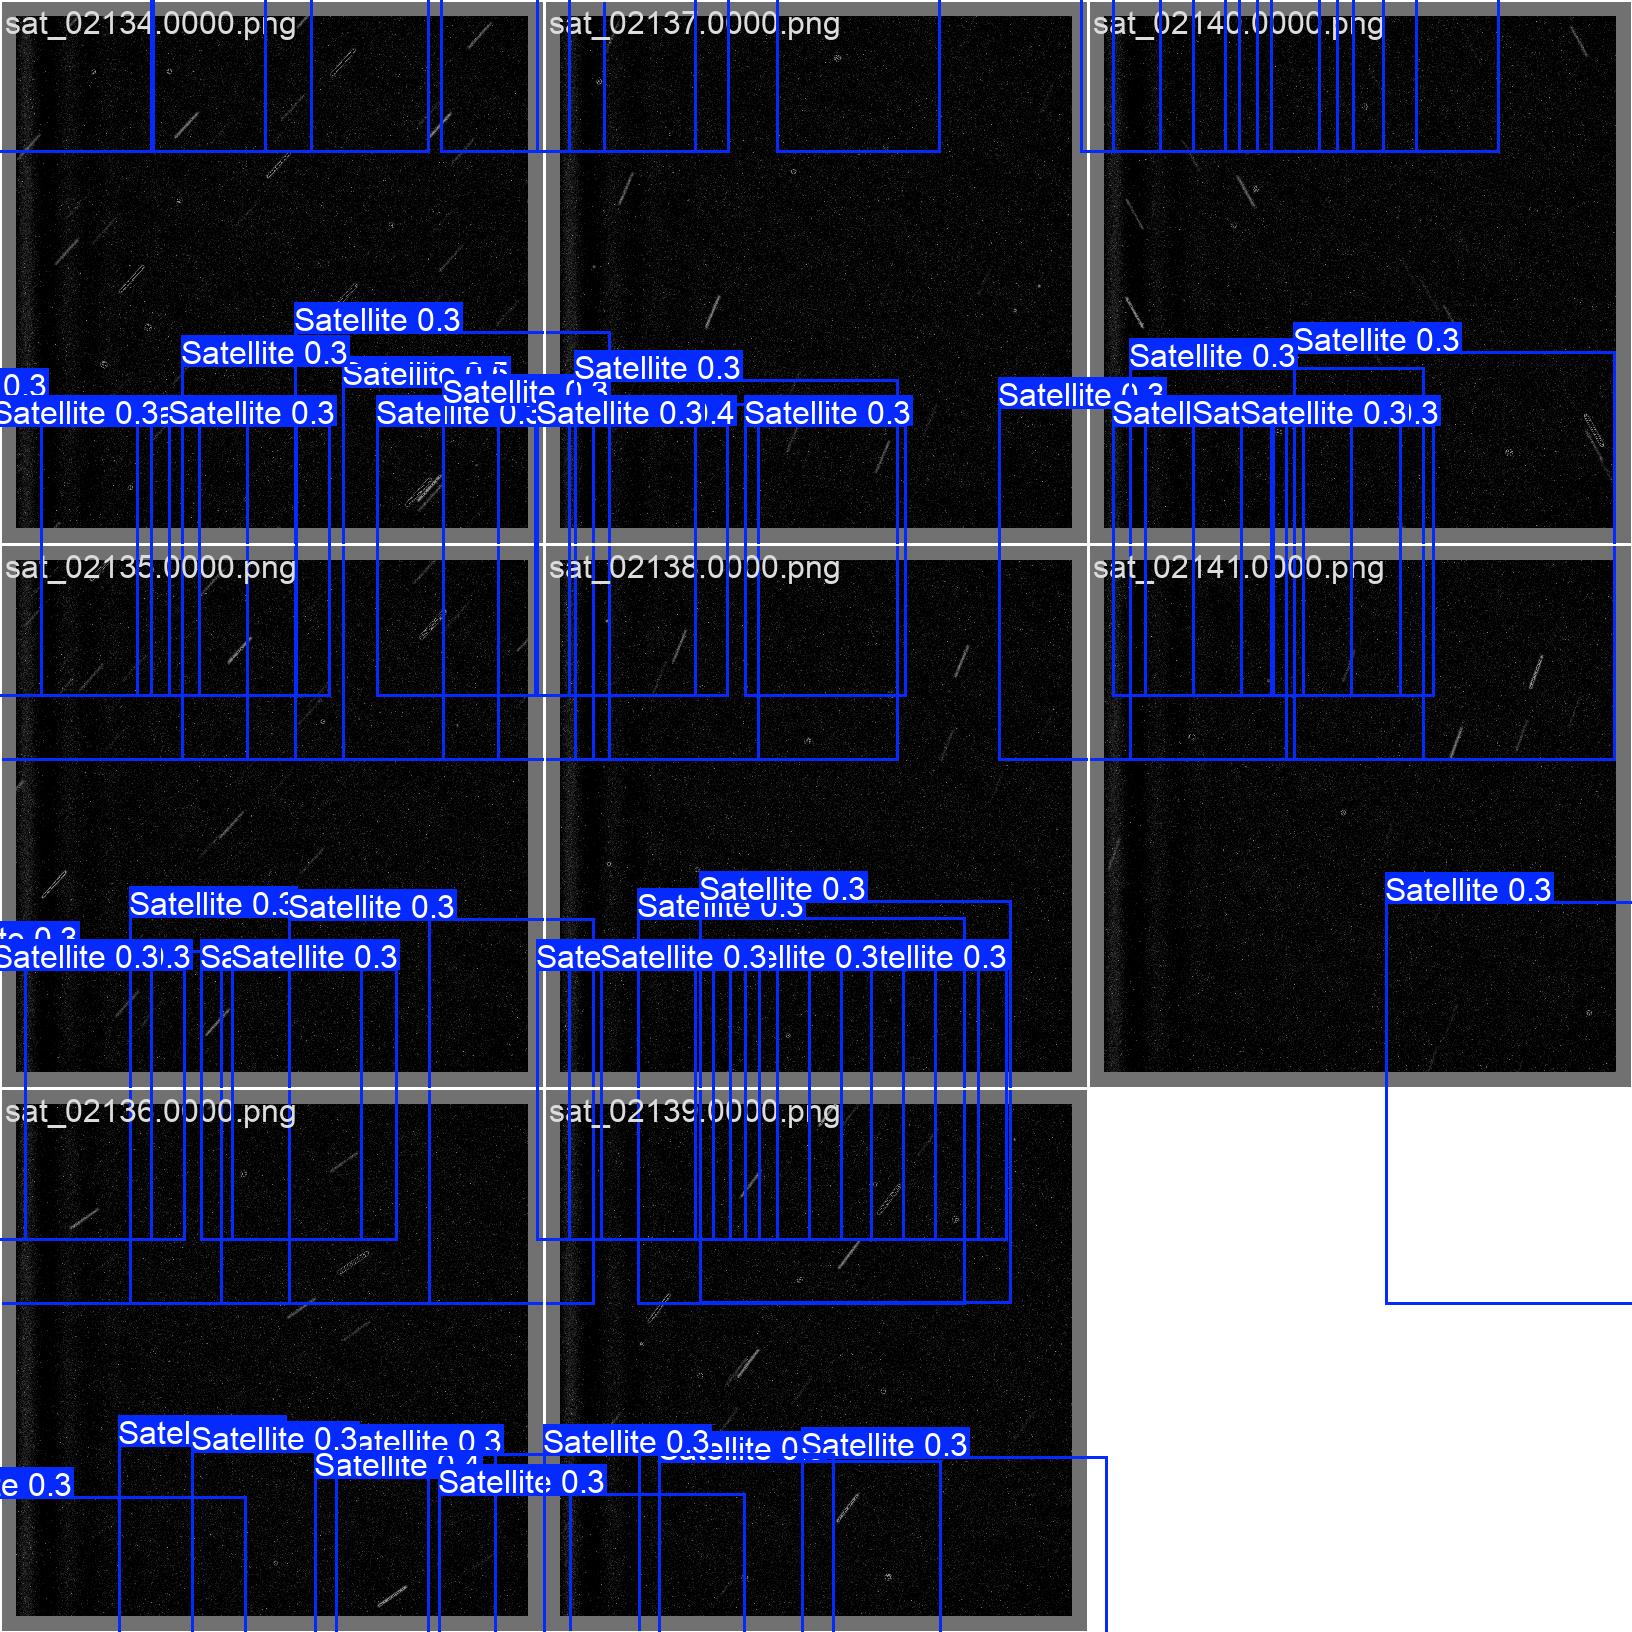 sat_02134.0000.png
sat_02137.0000.png
sat_02140.0000.png
Satellite 0.3
Satellite 0.3
Satellite 0.3
Satellite 0.3
Satellite 0.3
0.3
Satellite 0.3
Satellite 0.3
Satellite 0.3
Satellite 0.3
Satellite 0.3
Satellite 0.3
Satellite 0.3
Satellite 0.3
0.4
Satellite 0.3
Satell
Sat
Satellite 0.3
0.3
sat_02135.0000.png
sat_02138.0000.png
sat_02141.0000.png
Satellite 0.3
Satellite 0.3
Satellite 0.3
Satellite 0.3
Satellite 0.3
Satellite 0.3
0.3
Sa
Satellite 0.3
Sate
Satellite 0.3
ellite 0.3
tellite 0.3
sat_02136.0000.png
sat_02139.0000.png
Satel
Satellite 0.3
atellite 0.3
Satellite 0.4
Satellite 0.3
Satellite 0.3
Satellite 0.3
e 0.3